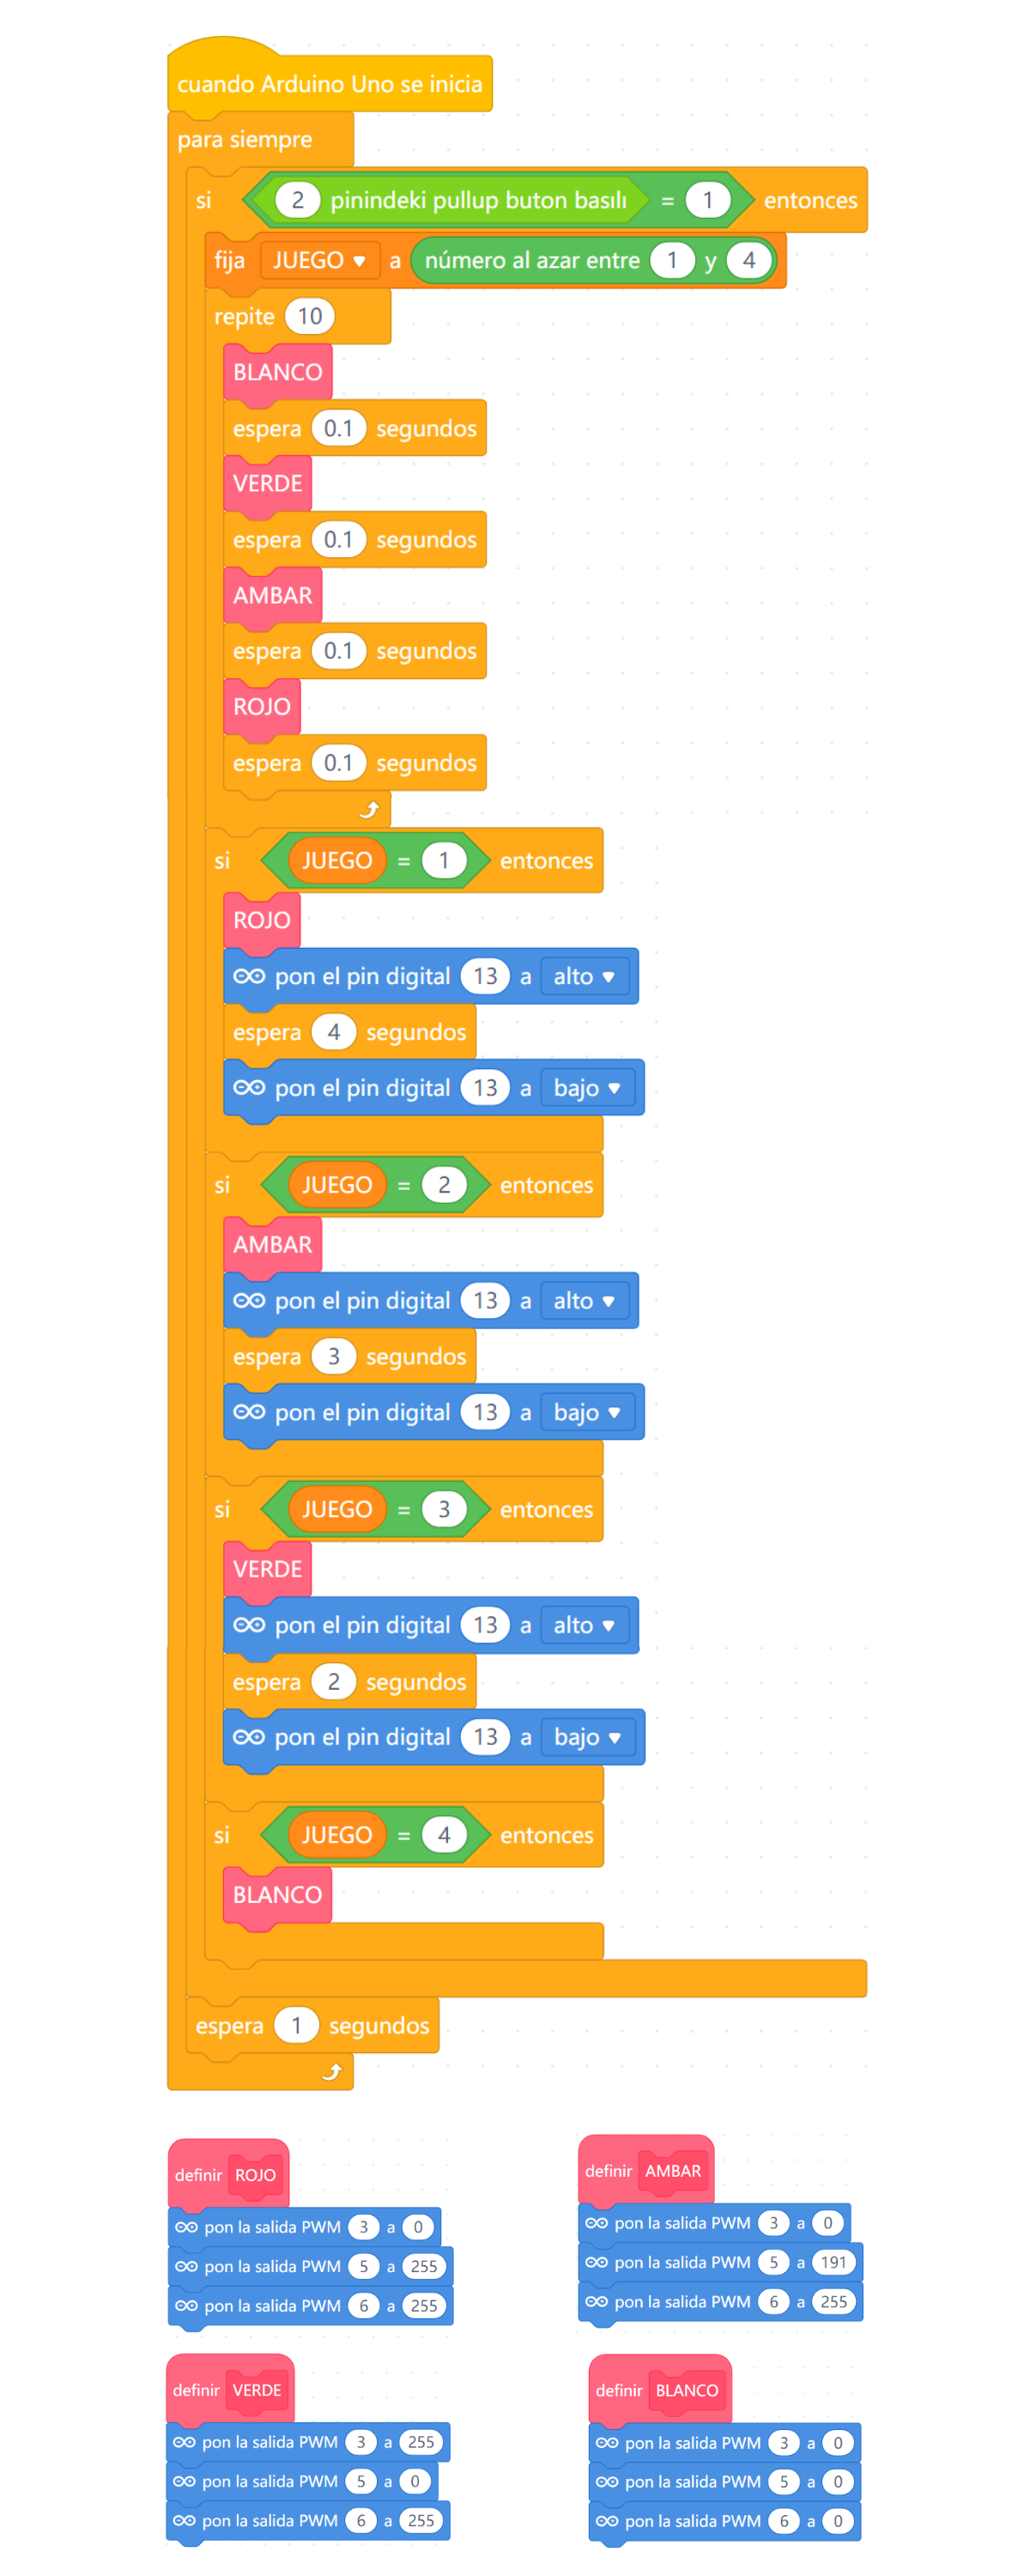 cuando Arduino Uno se inicia
para siempre
si 2 pinindeki pullup buton basılı = 1 entonces
fija JUEGO a número al azar entre 1 y 4
repite 10
BLANCO
espera 0.1 segundos
VERDE
espera 0.1 segundos
AMBAR
espera 0.1 segundos
ROJO
espera 0.1 segundos
si JUEGO = 1 entonces
ROJO
pon el pin digital 13 a alto
espera 4 segundos
pon el pin digital 13 a bajo
si JUEGO = 2 entonces
AMBAR
pon el pin digital 13 a alto
espera 3 segundos
pon el pin digital 13 a bajo
si JUEGO = 3 entonces
VERDE
pon el pin digital 13 a alto
espera 2 segundos
pon el pin digital 13 a bajo
si JUEGO = 4 entonces
BLANCO
espera 1 segundos
definir ROJO
pon la salida PWM 3 a 0
pon la salida PWM 5 a 255
pon la salida PWM 6 a 255
definir AMBAR
pon la salida PWM 3 a 0
pon la salida PWM 5 a 191
pon la salida PWM 6 a 255
definir VERDE
pon la salida PWM 3 a 255
pon la salida PWM 5 a 0
pon la salida PWM 6 a 255
definir BLANCO
pon la salida PWM 3 a 0
pon la salida PWM 5 a 0
pon la salida PWM 6 a 0